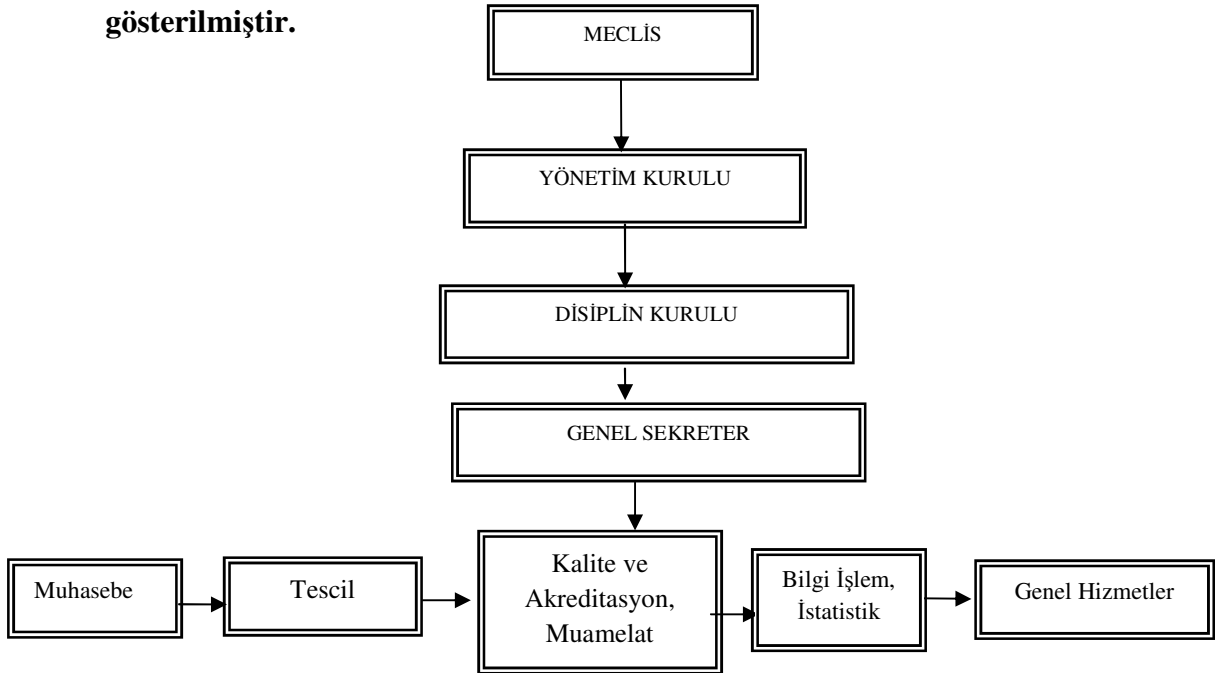 gösterilmiştir.
MECLİS
YÖNETİM KURULU
DİSİPLİN KURULU
GENEL SEKRETER
Muhasebe
Tescil
Kalite ve
Akreditasyon,
Muamelat
Bilgi İşlem,
İstatistik
Genel Hizmetler